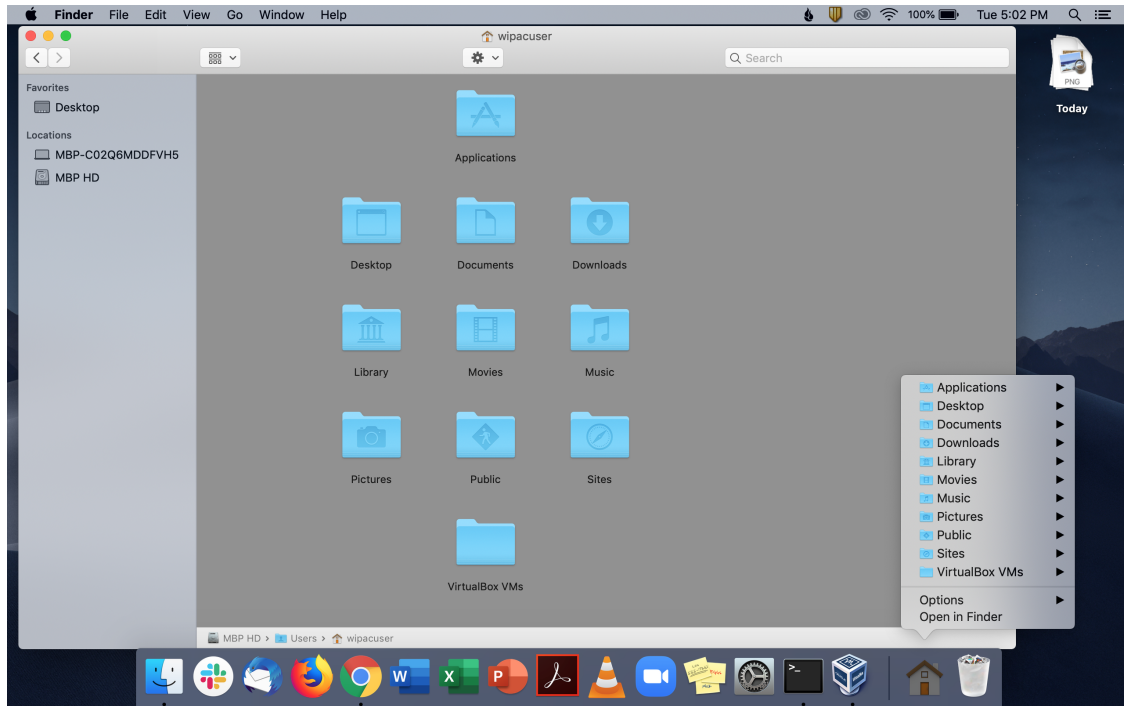 Finder File Edit View Go Window Help 100% Tue 5:02 PM
wipacuser
Search
Favorites
Desktop
Locations
MBP-C02Q6MDDFVH5
MBP HD
Applications
Desktop Documents Downloads
Library Movies Music
Pictures Public Sites
VirtualBox VMs
MBP HD › Users › wipacuser
PNG
Today
Applications
Desktop
Documents
Downloads
Library
Movies
Music
Pictures
Public
Sites
VirtualBox VMs
Options
Open in Finder
W X P >_